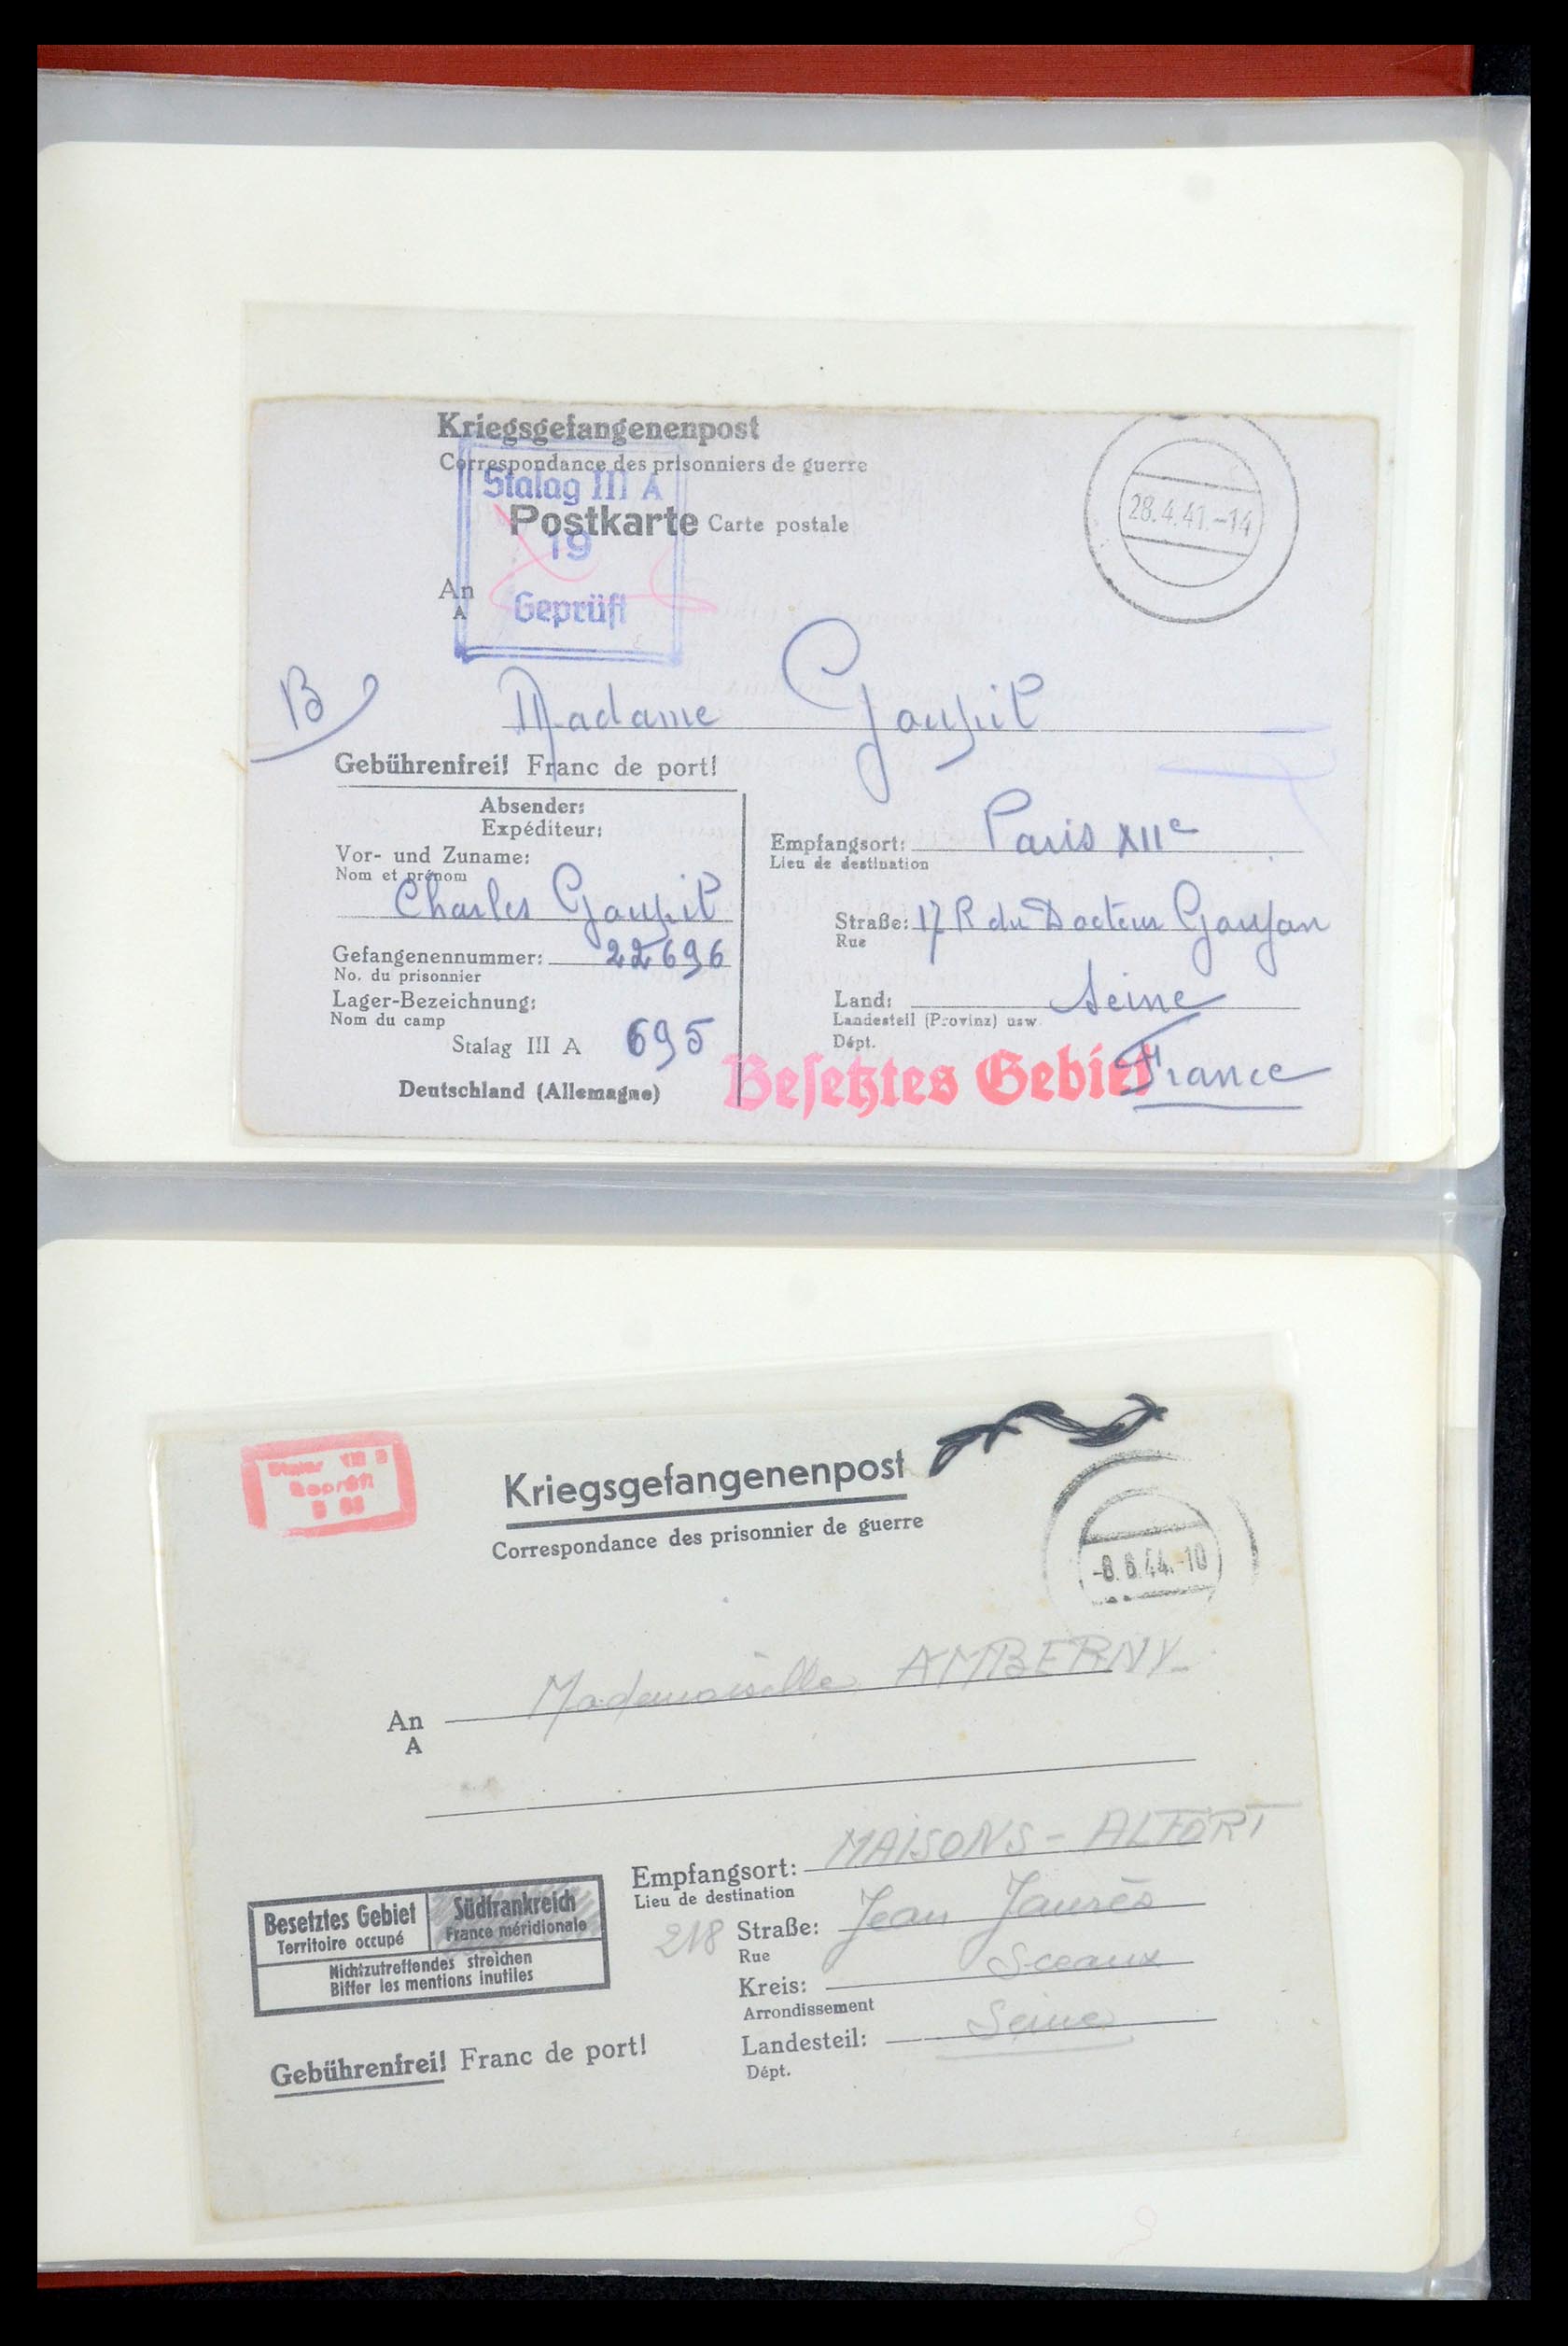 Kriegsgefangenenpost
Correspondance des prisonniers de guerre
Stalag III A
Postkarte Carte postale
19
An
A
Geprüft
28.4.41.-14
B
Madame Goupil
Gebührenfrei! Franc de port!
Absender:
Expéditeur:
Vor- und Zuname:
Nom et prénom
Charles Goupil
Gefangenennummer: 22696
No. du prisonnier
Lager-Bezeichnung:
Nom du camp
Stalag III A 695
Deutschland (Allemagne)
Empfangsort: Paris XIIe
Lieu de destination
Straße: 17 R du Docteur Goujon
Rue
Land: Seine
Landesteil (Provinz) usw
Dépt.
Besetztes Gebiet
France
Geprüft
Kriegsgefangenenpost
Correspondance des prisonnier de guerre
-8.6.44.-10
Mademoiselle AMBERNY
An
A
Empfangsort: MAISONS-ALFORT
Lieu de destination
218 Straße: Jean Jaurès
Rue
Kreis: Sceaux
Arrondissement
Landesteil: Seine
Dépt.
Besetztes Gebiet
Territoire occupé
Südfrankreich
France méridionale
Nichtzutreffendes streichen
Biffer les mentions inutiles
Gebührenfrei! Franc de port!